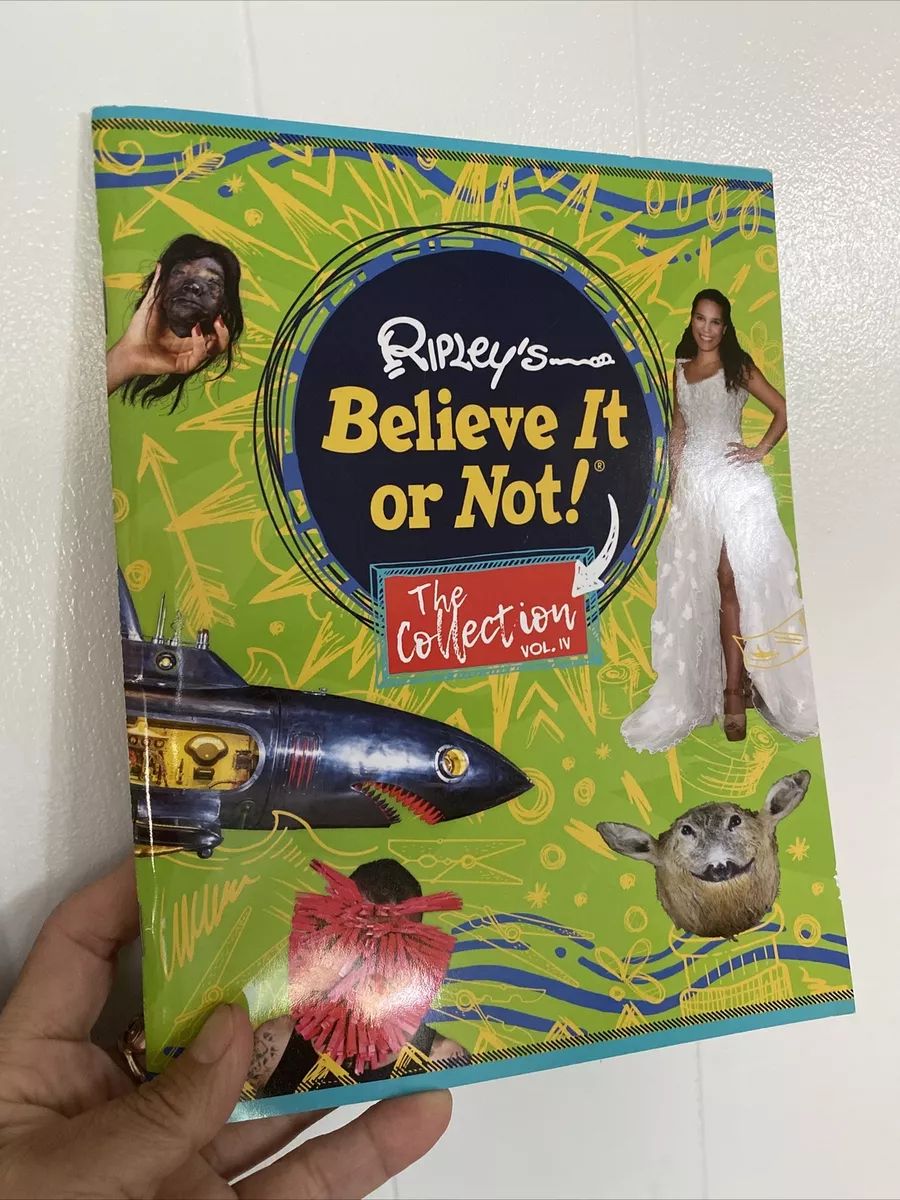 Ripley's
Believe It
or Not!®
The
Collection
VOL. IV